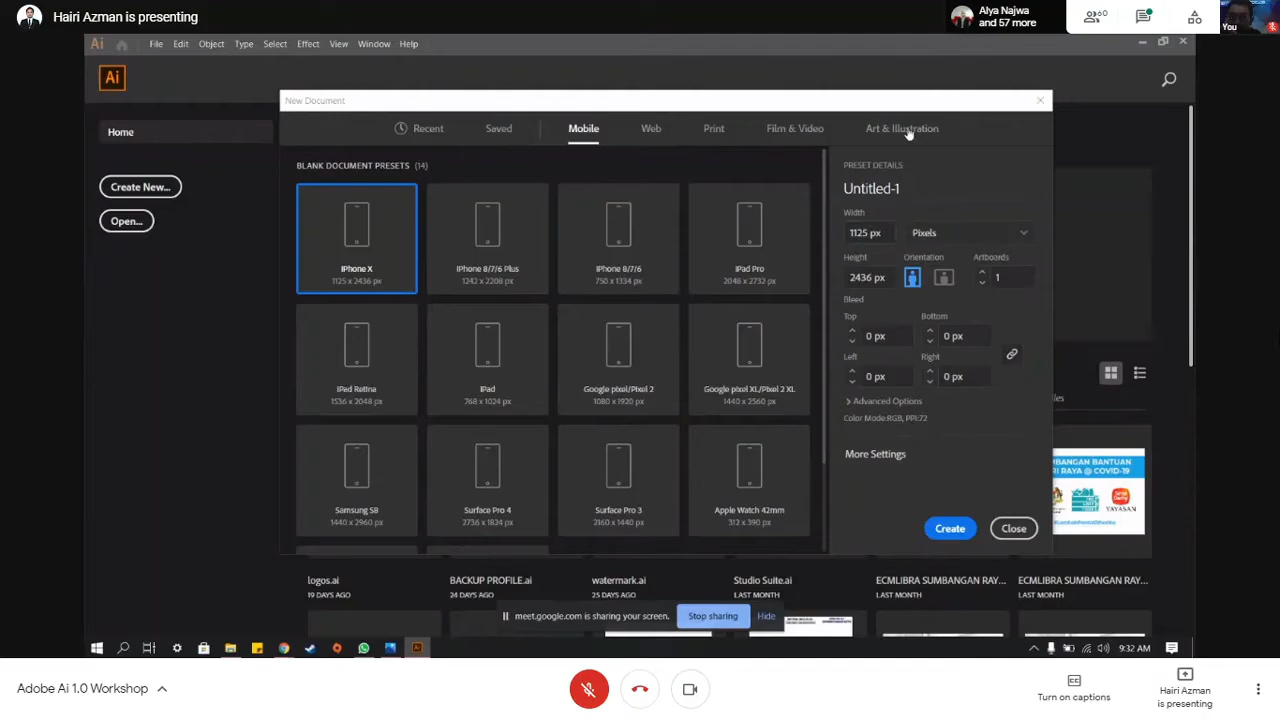 Hairi Azman is presenting
Alya Najwa
and 57 more
60
You
Ai
File Edit Object Type Select Effect View Window Help
Ai
New Document
Home
Create New...
Open...
Recent Saved Mobile Web Print Film & Video Art & Illustration
BLANK DOCUMENT PRESETS (14)
iPhone X
1125 x 2436 px
iPhone 8/7/6 Plus
1242 x 2208 px
iPhone 8/7/6
750 x 1334 px
iPad Pro
2048 x 2732 px
iPad Retina
1536 x 2048 px
iPad
768 x 1024 px
Google pixel/Pixel 2
1080 x 1920 px
Google pixel XL/Pixel 2 XL
1440 x 2560 px
Samsung S8
1440 x 2960 px
Surface Pro 4
2736 x 1824 px
Surface Pro 3
2160 x 1440 px
Apple Watch 42mm
312 x 390 px
PRESET DETAILS
Untitled-1
Width
1125 px Pixels
Height Orientation Artboards
2436 px 1
Bleed
Top Bottom
0 px 0 px
Left Right
0 px 0 px
Advanced Options
Color Mode:RGB, PPI:72
More Settings
Create Close
BANGAN BANTUAN
RI RAYA @ COVID-19
YAYASAN
logos.ai
19 DAYS AGO
BACKUP PROFILE.ai
24 DAYS AGO
watermark.ai
25 DAYS AGO
Studio Suite.ai
LAST MONTH
ECMLIBRA SUMBANGAN RAY...
LAST MONTH
ECMLIBRA SUMBANGAN RAY...
LAST MONTH
meet.google.com is sharing your screen. Stop sharing Hide
9:32 AM
Adobe Ai 1.0 Workshop
Turn on captions
Hairi Azman
is presenting